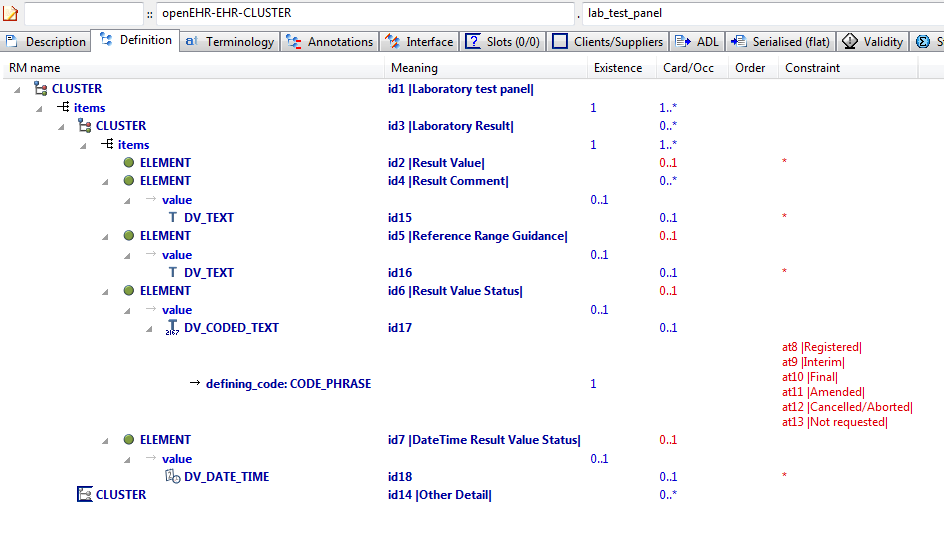 :: openEHR-EHR-CLUSTER . lab_test_panel
Description Definition at Terminology Annotations Interface ? Slots (0/0) Clients/Suppliers ADL Serialised (flat) Validity
RM name Meaning Existence Card/Occ Order Constraint
CLUSTER id1 |Laboratory test panel|
items 1 1..*
CLUSTER id3 |Laboratory Result| 0..*
items 1 1..*
ELEMENT id2 |Result Value| 0..1 *
ELEMENT id4 |Result Comment| 0..*
value 0..1
T DV_TEXT id15 0..1 *
ELEMENT id5 |Reference Range Guidance| 0..1
value 0..1
T DV_TEXT id16 0..1 *
ELEMENT id6 |Result Value Status| 0..1
value 0..1
T DV_CODED_TEXT id17 0..1
at8 |Registered|
at9 |Interim|
at10 |Final|
defining_code: CODE_PHRASE 1
at11 |Amended|
at12 |Cancelled/Aborted|
at13 |Not requested|
ELEMENT id7 |DateTime Result Value Status| 0..1
value 0..1
DV_DATE_TIME id18 0..1 *
CLUSTER id14 |Other Detail| 0..*